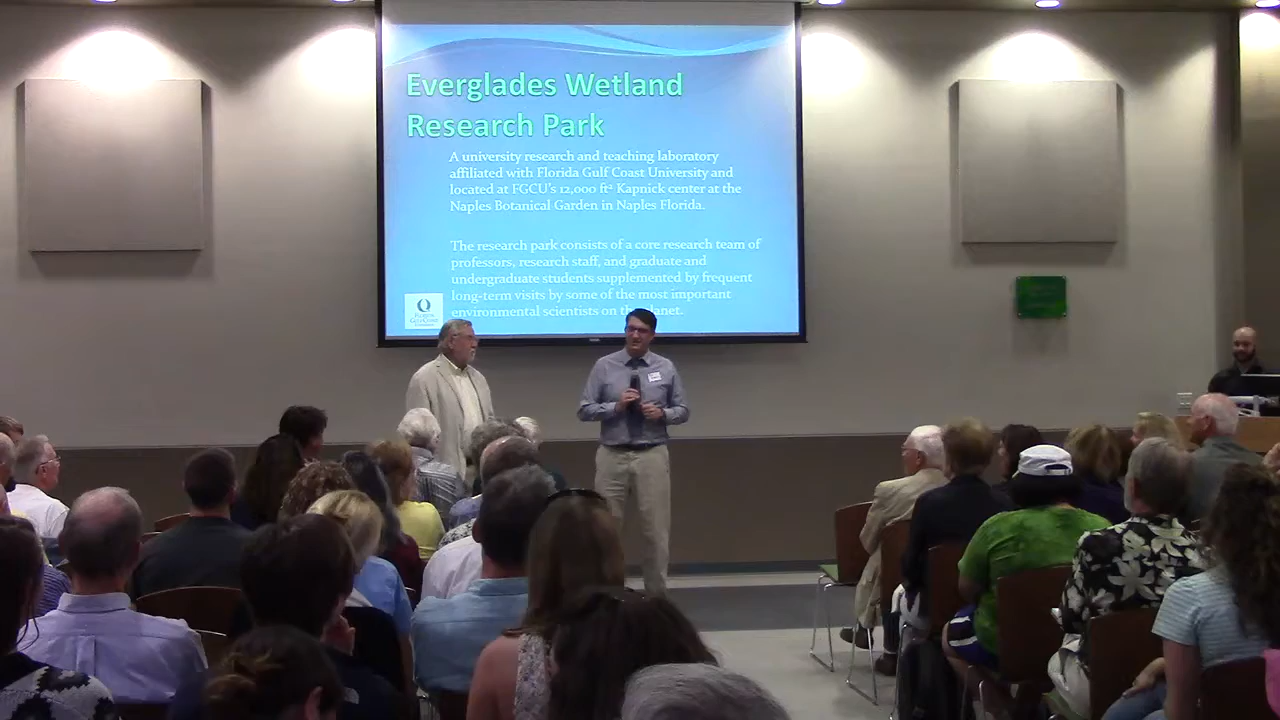 Everglades Wetland
Research Park
A university research and teaching laboratory
affiliated with Florida Gulf Coast University and
located at FGCU's 12,000 ft² Kapnick center at the
Naples Botanical Garden in Naples Florida.
The research park consists of a core research team of
professors, research staff, and graduate and
undergraduate students supplemented by frequent
long-term visits by some of the most important
environmental scientists on the planet.
Florida
Gulf Coast